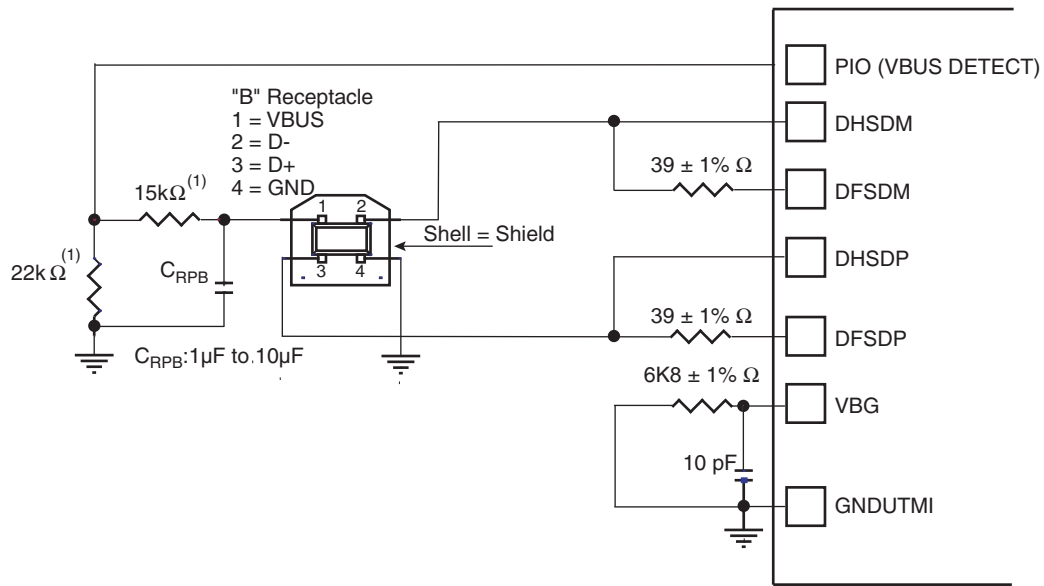 PIO (VBUS DETECT)
"B" Receptacle
1 = VBUS
2 = D-
3 = D+
4 = GND
DHSDM
39 ± 1% Ω
DFSDM
15kΩ(1)
1 2
Shell = Shield
DHSDP
22k Ω(1)
CRPB
3 4
39 ± 1% Ω
DFSDP
CRPB:1µF to 10µF
6K8 ± 1% Ω
VBG
10 pF
GNDUTMI